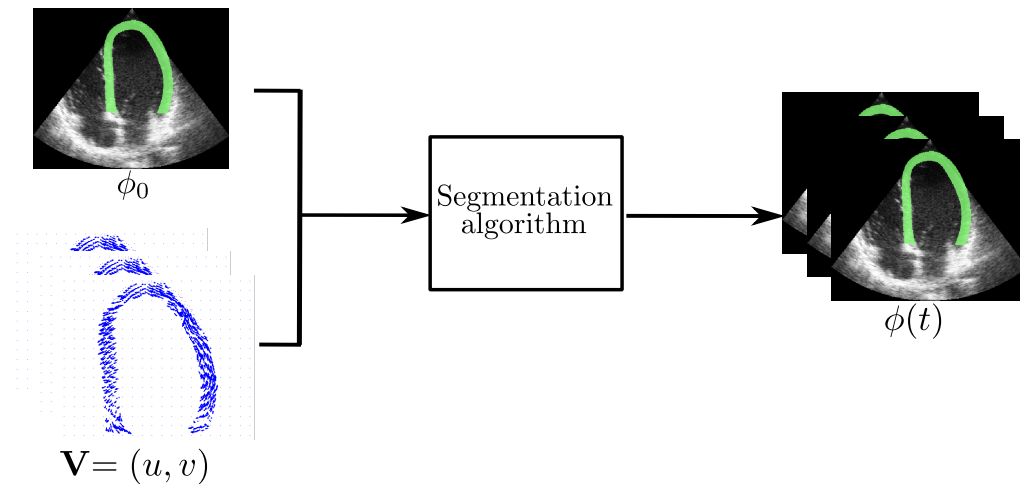 ϕ₀
Segmentation
algorithm
ϕ(t)
V= (u, v)